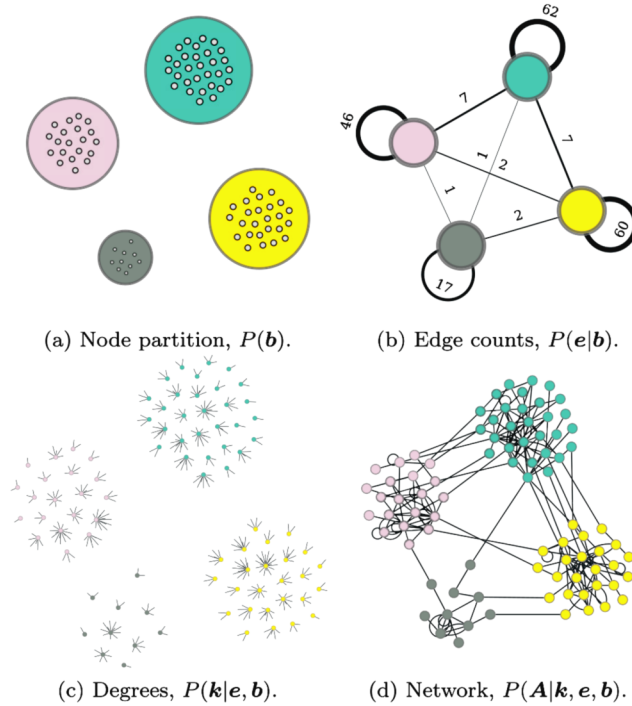 62
7
46
1
2
7
1
2
60
17
(a) Node partition, P(b).
(b) Edge counts, P(e|b).
(c) Degrees, P(k|e, b).
(d) Network, P(A|k, e, b).